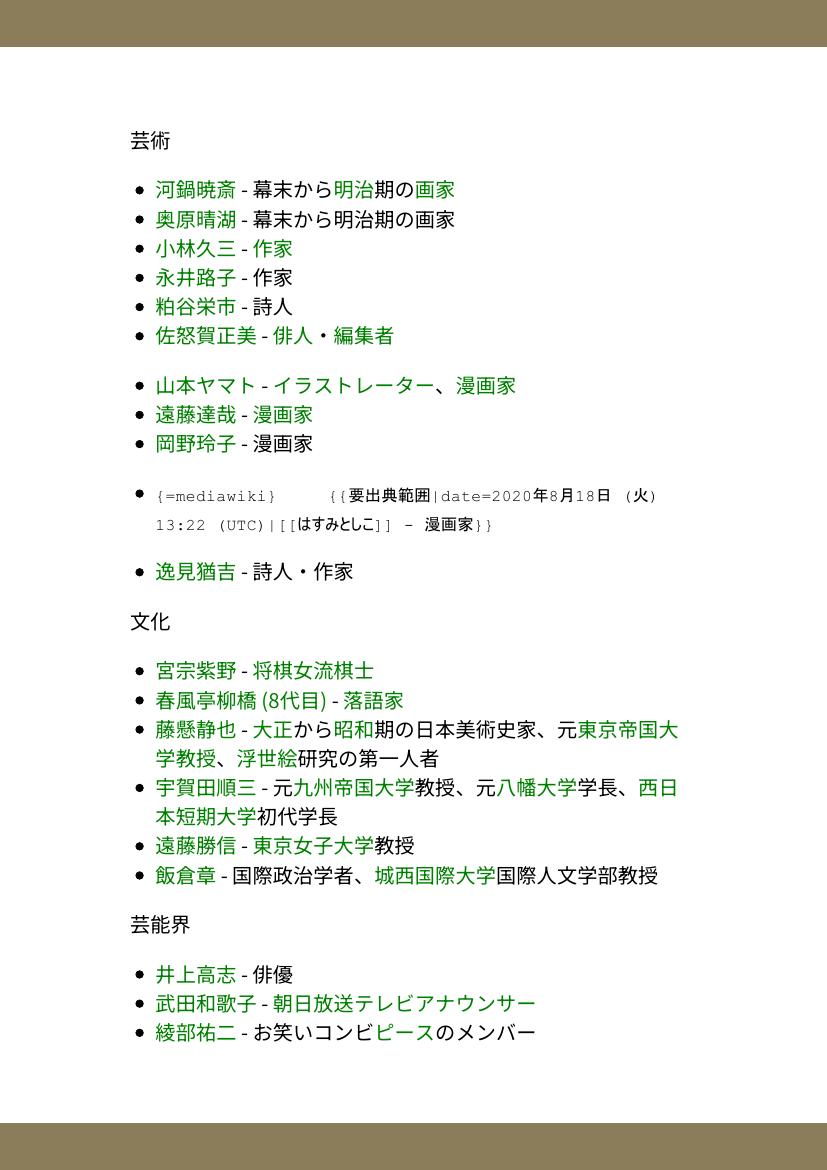 芸術
河鍋暁斎 - 幕末から明治期の画家
奥原晴湖 - 幕末から明治期の画家
小林久三 - 作家
永井路子 - 作家
粕谷栄市 - 詩人
佐怒賀正美 - 俳人・編集者
山本ヤマト - イラストレーター、漫画家
遠藤達哉 - 漫画家
岡野玲子 - 漫画家
{=mediawiki} {{要出典範囲|date=2020年8月18日 (火)
13:22 (UTC)|[[はすみとしこ]] - 漫画家}}
逸見猶吉 - 詩人・作家
文化
宮宗紫野 - 将棋女流棋士
春風亭柳橋 (8代目) - 落語家
藤懸静也 - 大正から昭和期の日本美術史家、元東京帝国大
学教授、浮世絵研究の第一人者
宇賀田順三 - 元九州帝国大学教授、元八幡大学学長、西日
本短期大学初代学長
遠藤勝信 - 東京女子大学教授
飯倉章 - 国際政治学者、城西国際大学国際人文学部教授
芸能界
井上高志 - 俳優
武田和歌子 - 朝日放送テレビアナウンサー
綾部祐二 - お笑いコンビピースのメンバー